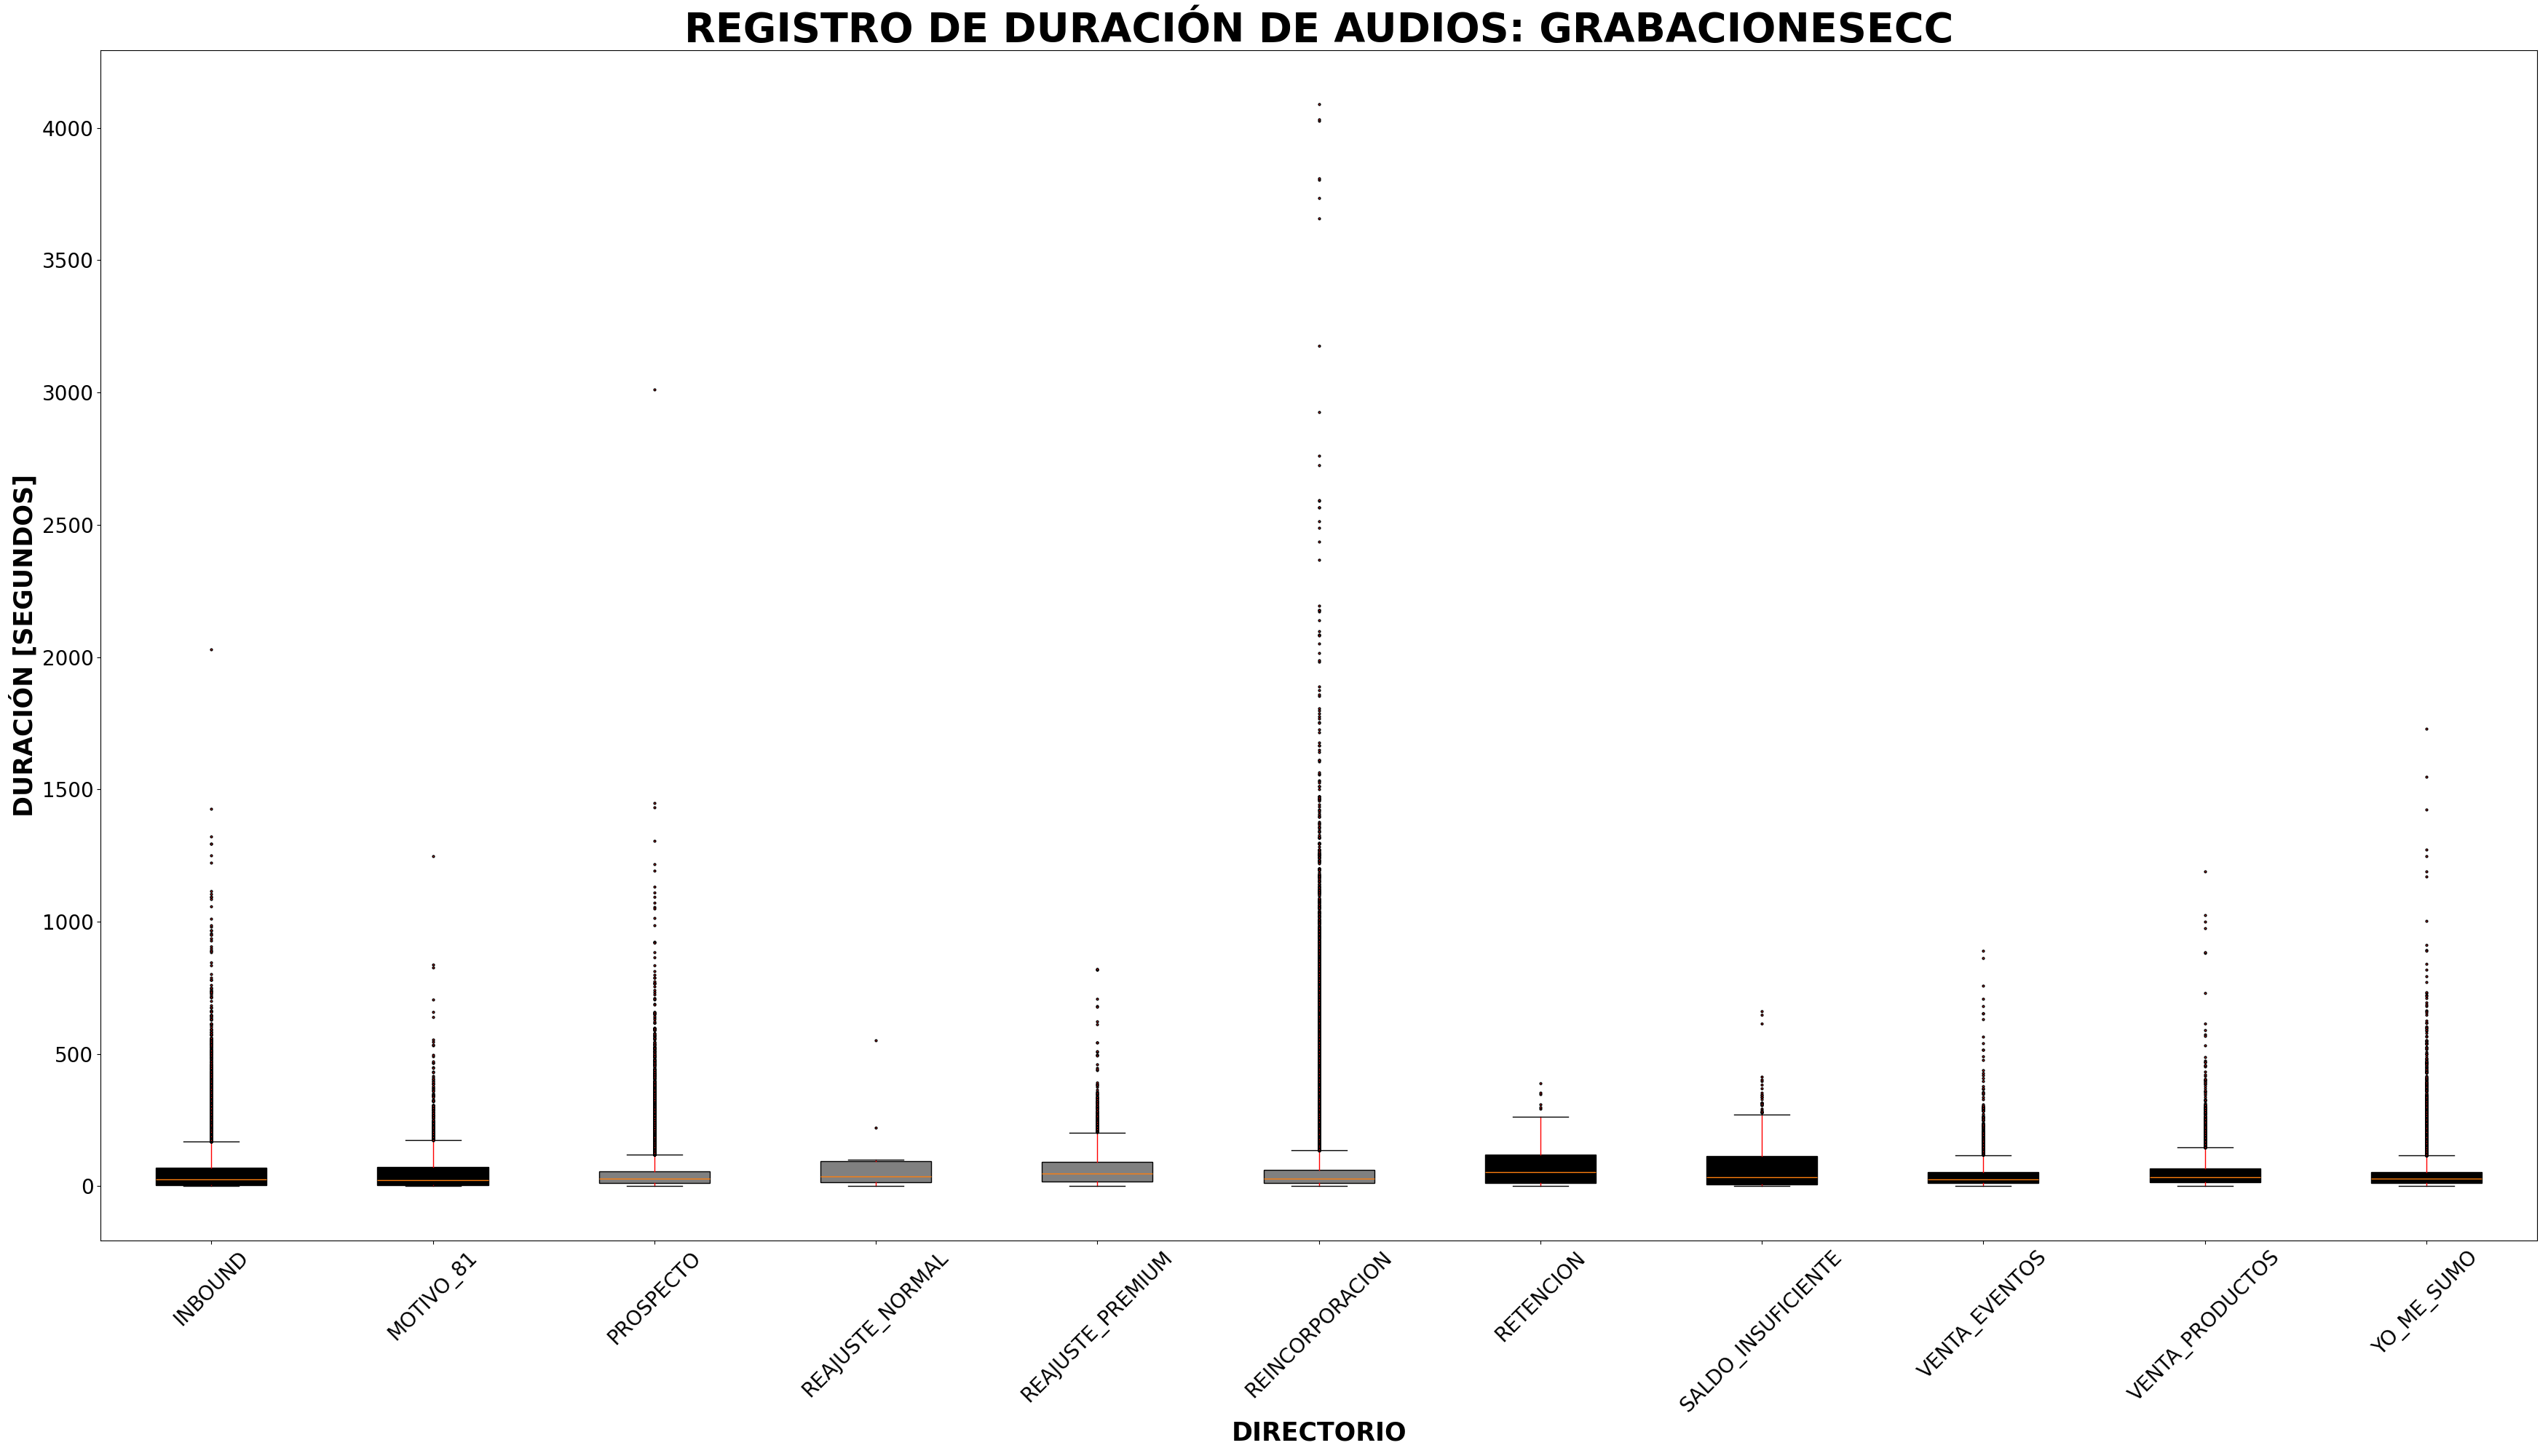 REGISTRO DE DURACIÓN DE AUDIOS: GRABACIONESECC
DURACIÓN [SEGUNDOS]
4000
3500
3000
2500
2000
1500
1000
500
0
INBOUND
MOTIVO_81
PROSPECTO
REAJUSTE_NORMAL
REAJUSTE_PREMIUM
REINCORPORACION
RETENCION
SALDO_INSUFICIENTE
VENTA_EVENTOS
VENTA_PRODUCTOS
YO_ME_SUMO
DIRECTORIO